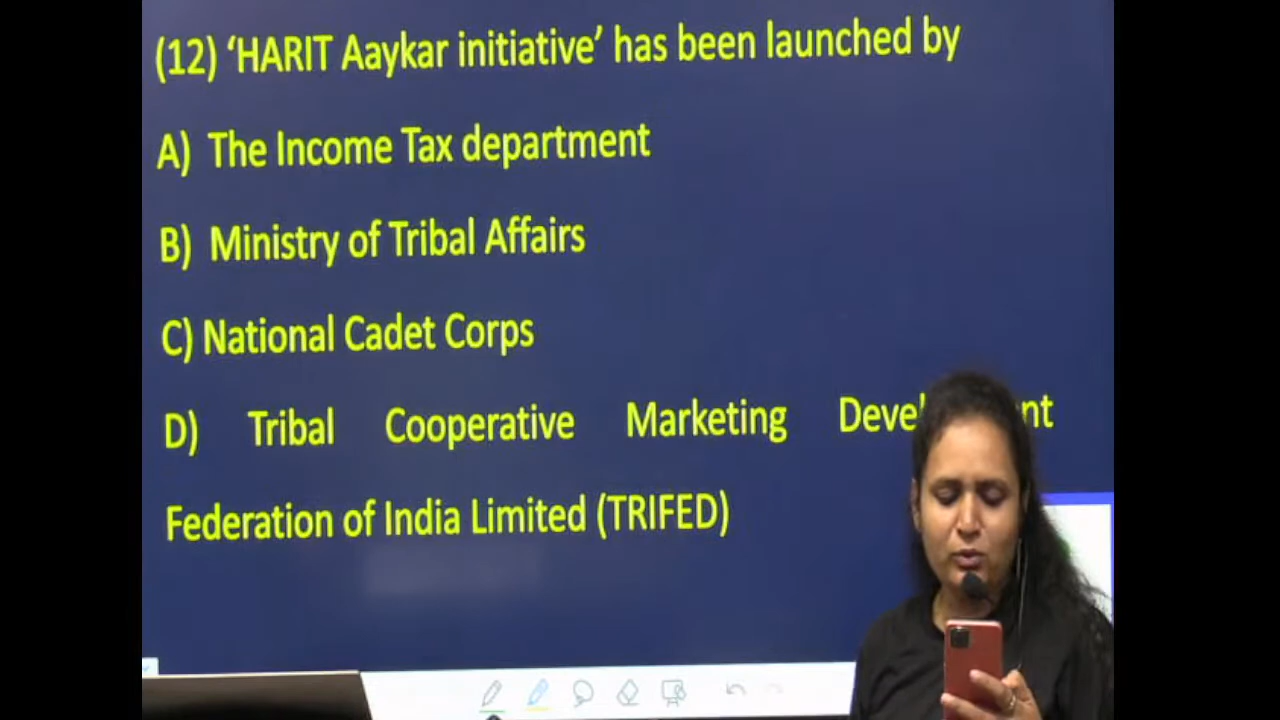 (12) ‘HARIT Aaykar initiative’ has been launched by
A) The Income Tax department
B) Ministry of Tribal Affairs
C) National Cadet Corps
D) Tribal Cooperative Marketing
Federation of India Limited (TRIFED)